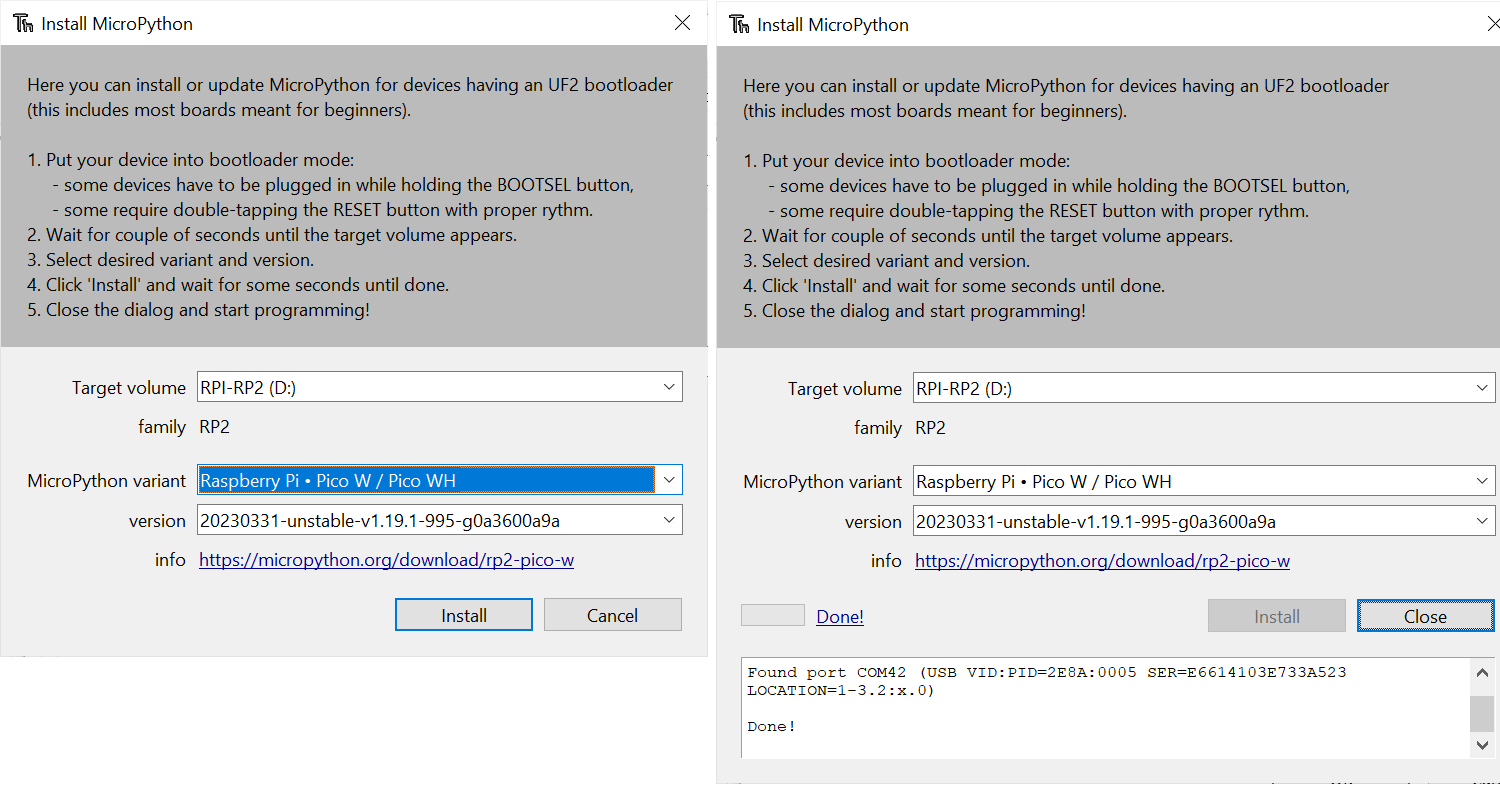 Install MicroPython
Here you can install or update MicroPython for devices having an UF2 bootloader
(this includes most boards meant for beginners).
1. Put your device into bootloader mode:
- some devices have to be plugged in while holding the BOOTSEL button,
- some require double-tapping the RESET button with proper rythm.
2. Wait for couple of seconds until the target volume appears.
3. Select desired variant and version.
4. Click 'Install' and wait for some seconds until done.
5. Close the dialog and start programming!
Target volume RPI-RP2 (D:)
family RP2
MicroPython variant Raspberry Pi • Pico W / Pico WH
version 20230331-unstable-v1.19.1-995-g0a3600a9a
info https://micropython.org/download/rp2-pico-w
Install Cancel
Install MicroPython
Here you can install or update MicroPython for devices having an UF2 bootloader
(this includes most boards meant for beginners).
1. Put your device into bootloader mode:
- some devices have to be plugged in while holding the BOOTSEL button,
- some require double-tapping the RESET button with proper rythm.
2. Wait for couple of seconds until the target volume appears.
3. Select desired variant and version.
4. Click 'Install' and wait for some seconds until done.
5. Close the dialog and start programming!
Target volume RPI-RP2 (D:)
family RP2
MicroPython variant Raspberry Pi • Pico W / Pico WH
version 20230331-unstable-v1.19.1-995-g0a3600a9a
info https://micropython.org/download/rp2-pico-w
Done! Install Close
Found port COM42 (USB VID:PID=2E8A:0005 SER=E6614103E733A523
LOCATION=1-3.2:x.0)
Done!